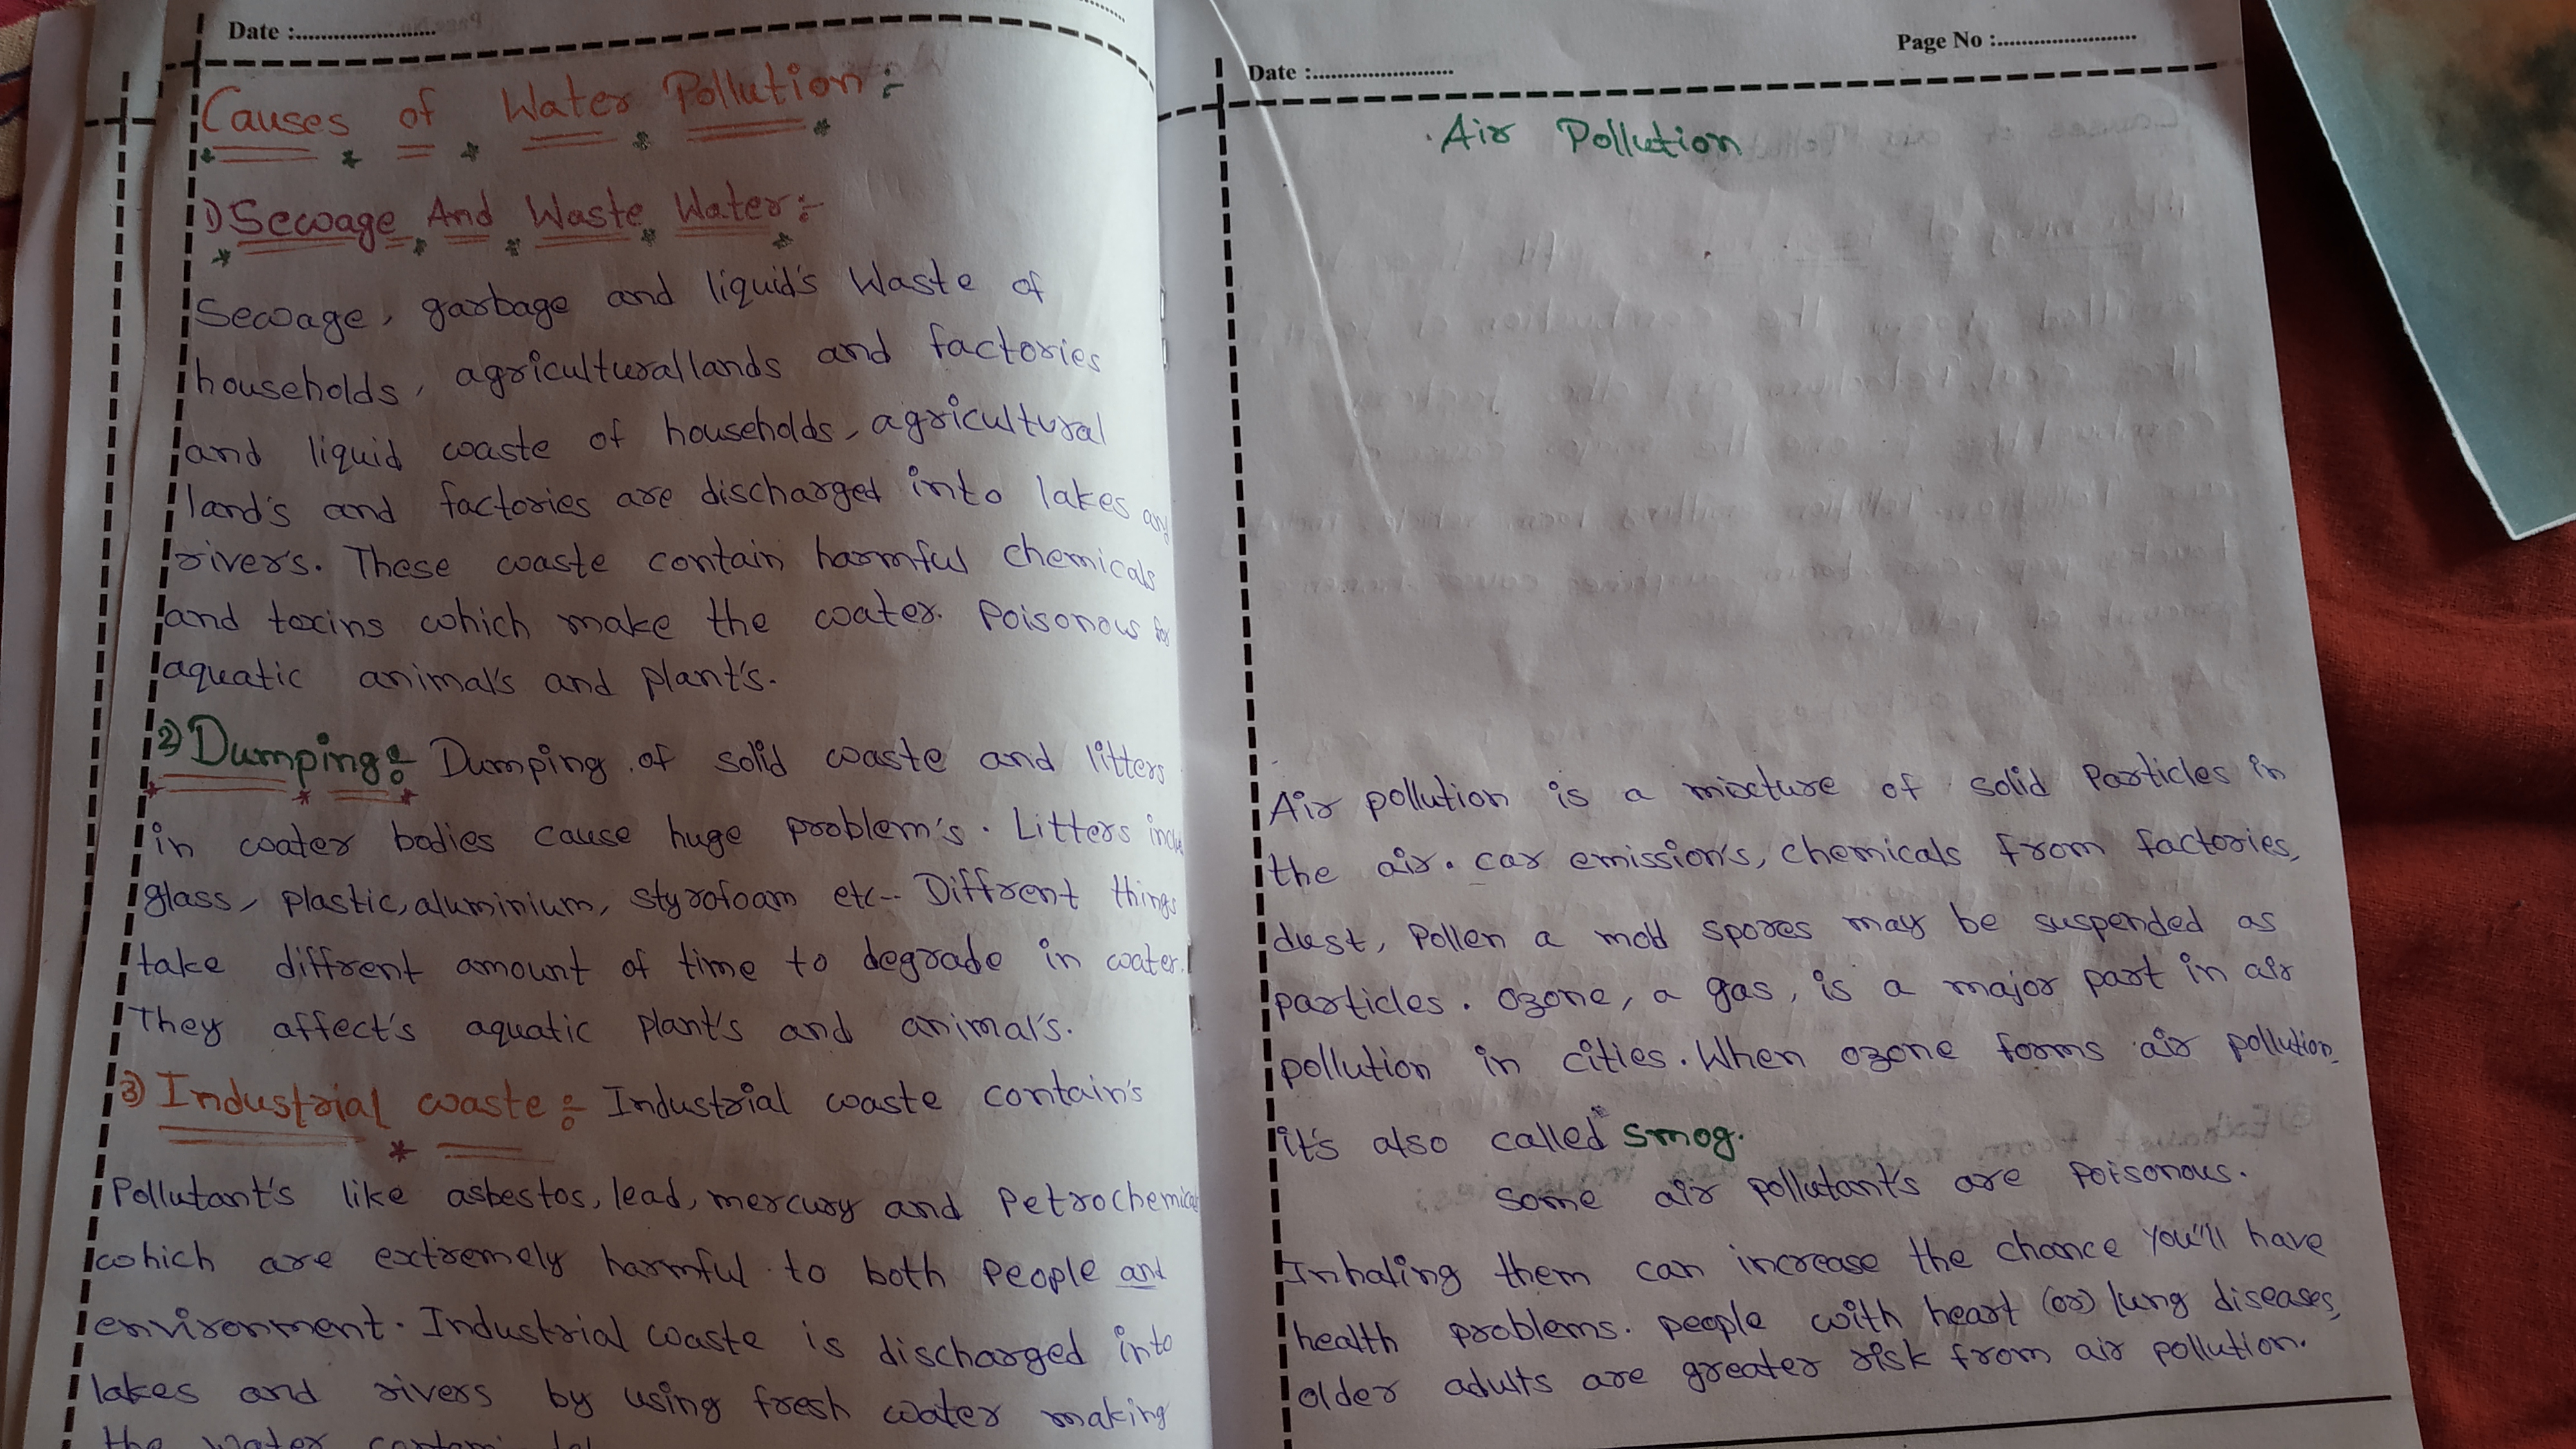 Date :
Causes of Water Pollution:-
1) Sewage And Waste Water:-
Sewage, garbage and liquid's Waste of
households, agriculturallands and factories
and liquid waste of households, agricultural
land's and factories are discharged into lakes and
river's. These waste contain harmful chemicals
and toxins which make the water. Poisonous for
aquatic animal's and plant's.
2) Dumping:- Dumping of solid waste and litters
in water bodies cause huge problem's. Litters
glass, plastic, aluminium, styrofoam etc-- Diffrent things
take diffrent amount of time to degrade in water.
They affect's aquatic plant's and animal's.
3) Industrial waste:- Industrial waste contain's
Pollutant's like asbestos, lead, mercury and Petrochemical
which are extremely harmful to both people and
environment. Industrial waste is discharged into
lakes and rivers by using fresh water making
the water
Page No :
Date :
Air Pollution
Air pollution is a mixture of solid Particles in
the air. car emission's, chemicals from factories,
dust, Pollen a mold spores may be suspended as
particles. Ozone, a gas, is a major part in air
pollution in cities. When ozone forms air pollution,
it's also called smog.
some air pollutant's are Poisonous.
Inhaling them can increase the chance you'll have
health problems. people with heart (or) lung diseases,
older adults are greater risk from air pollution.